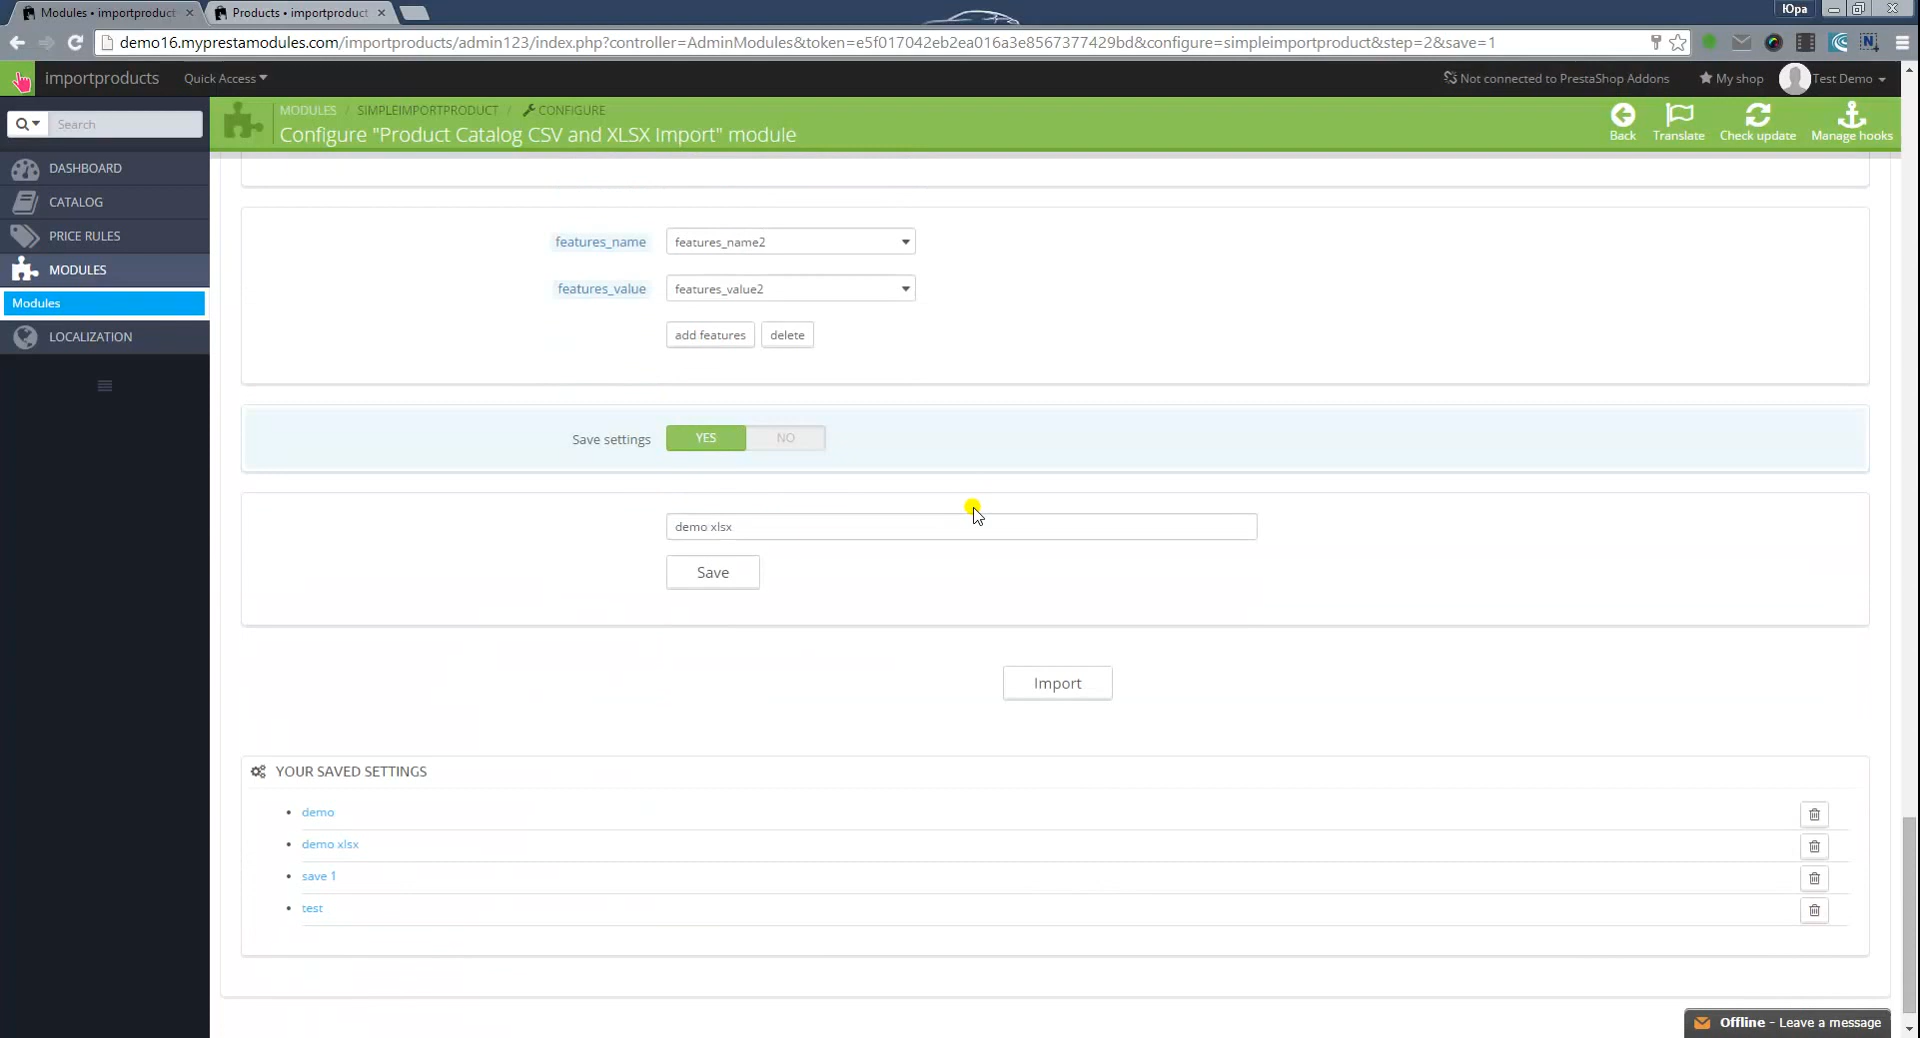 Modules • importproduct
Products • importproduct
Юра
demo16.myprestamodules.com/importproducts/admin123/index.php?controller=AdminModules&token=e5f017042eb2ea016a3e8567377429bd&configure=simpleimportproduct&step=2&save=1
importproducts
Quick Access
Not connected to PrestaShop Addons
My shop
Test Demo
Search
MODULES / SIMPLEIMPORTPRODUCT / CONFIGURE
Configure "Product Catalog CSV and XLSX Import" module
Back
Translate
Check update
Manage hooks
DASHBOARD
CATALOG
PRICE RULES
MODULES
Modules
LOCALIZATION
features_name
features_name2
features_value
features_value2
add features
delete
Save settings
YES
NO
demo xlsx
Save
Import
YOUR SAVED SETTINGS
demo
demo xlsx
save 1
test
Offline - Leave a message